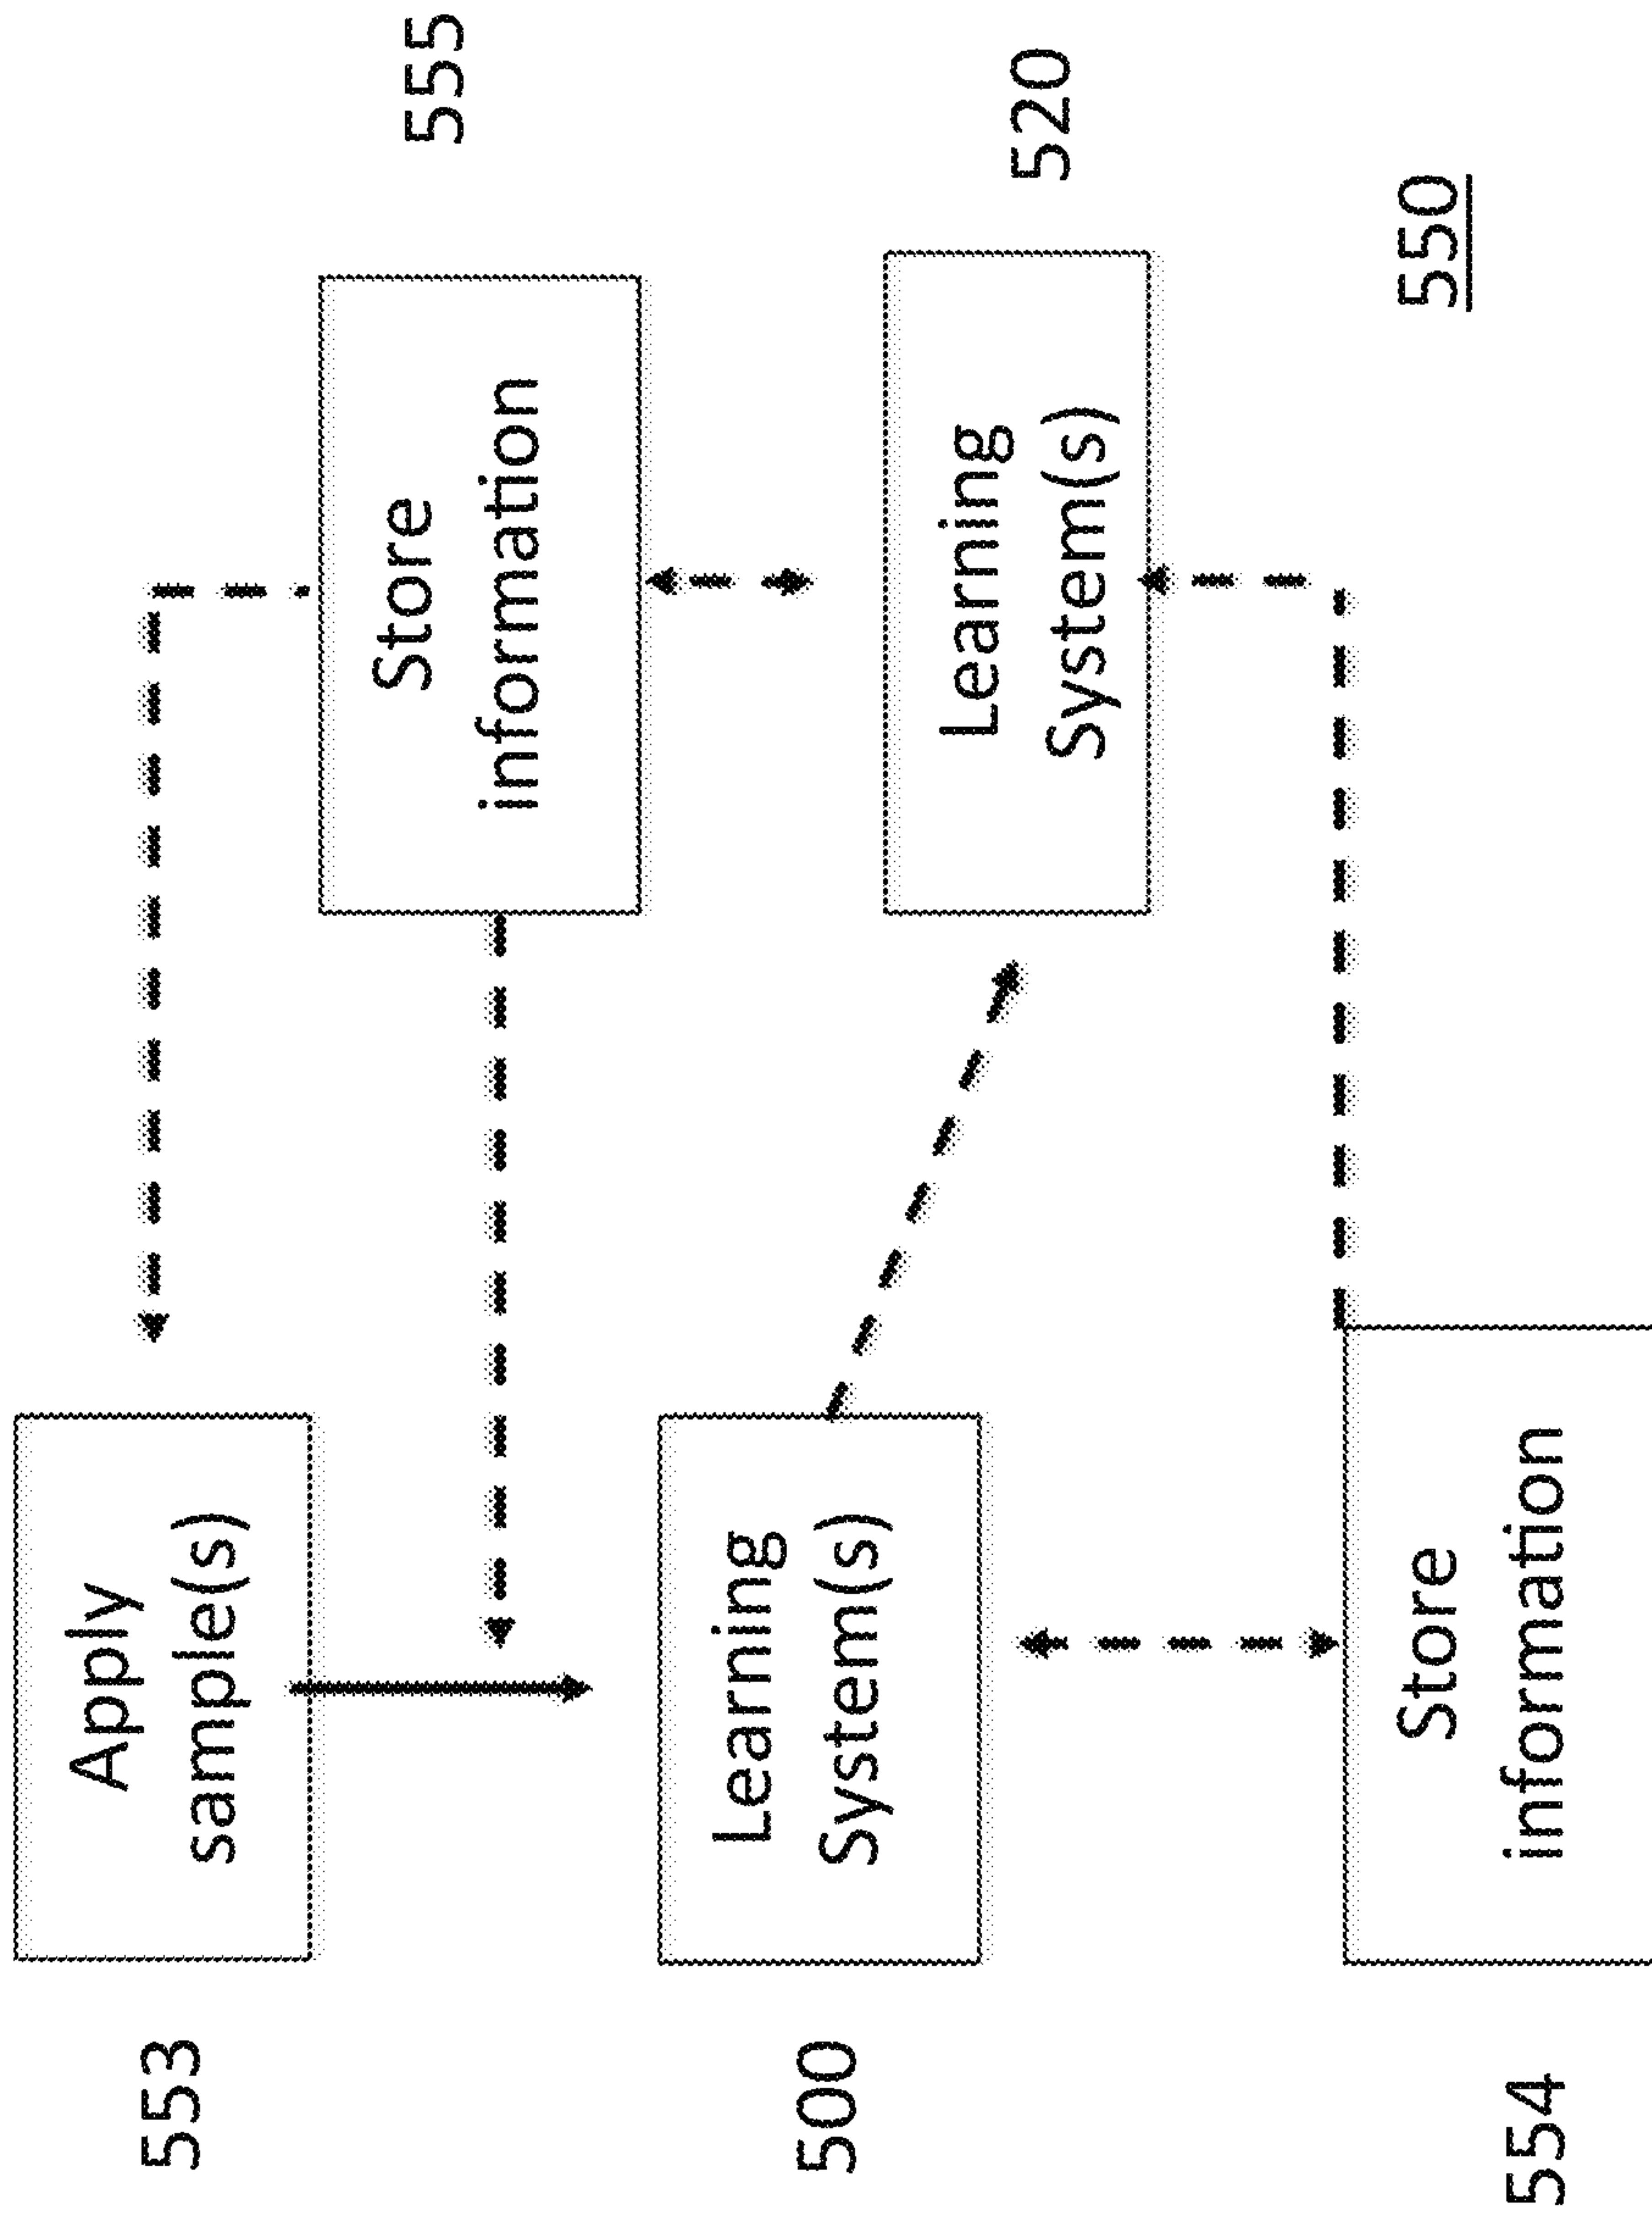 553
Apply
sample(s)
Store
information
555
500
Learning
System(s)
Learning
System(s)
520
554
Store
information
550